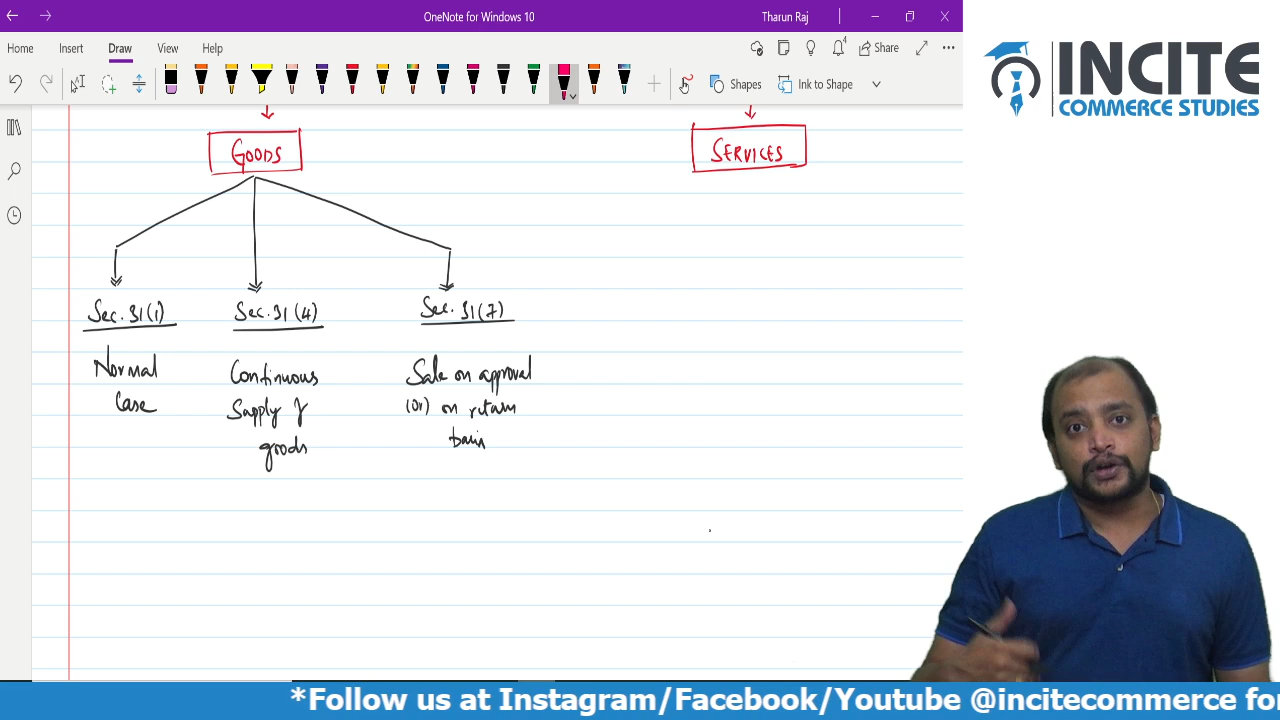 OneNote for Windows 10
Tharun Raj
Home Insert Draw View Help
4
Share
Shapes
Ink to Shape
INCITE
COMMERCE STUDIES
GOODS
SERVICES
Sec. 31(1)
Sec. 31(4)
Sec. 31(7)
Normal
Case
Continuous
Supply of
goods
Sale on approval
(or) on return
basis
*Follow us at Instagram/Facebook/Youtube @incitecommerce fo